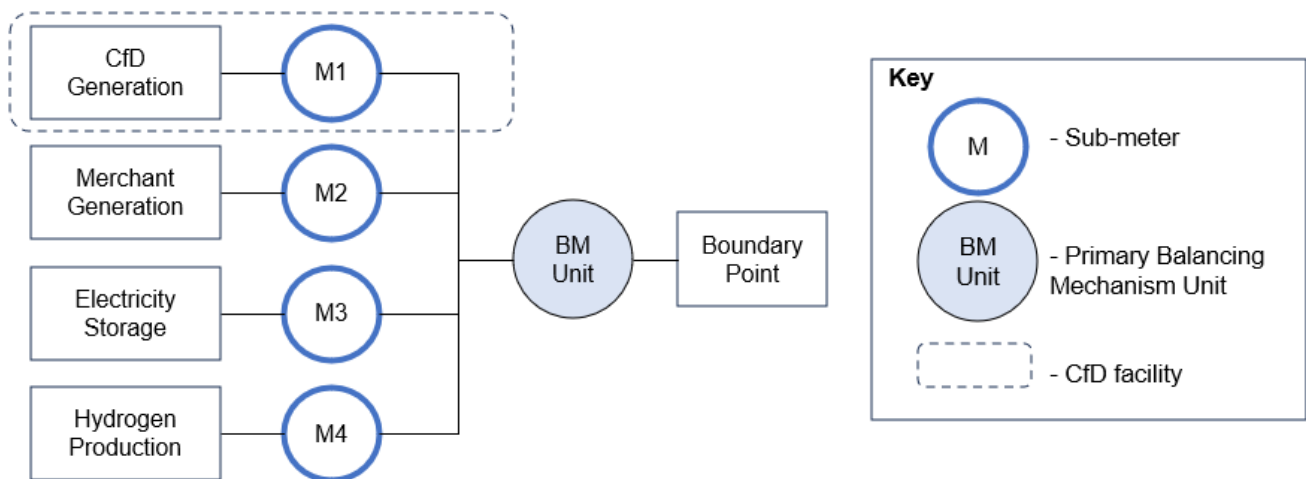 CfD
Generation
M1
Merchant
Generation
M2
Electricity
Storage
M3
Hydrogen
Production
M4
BM
Unit
Boundary
Point
Key
M
- Sub-meter
BM
Unit
- Primary Balancing
Mechanism Unit
- CfD facility